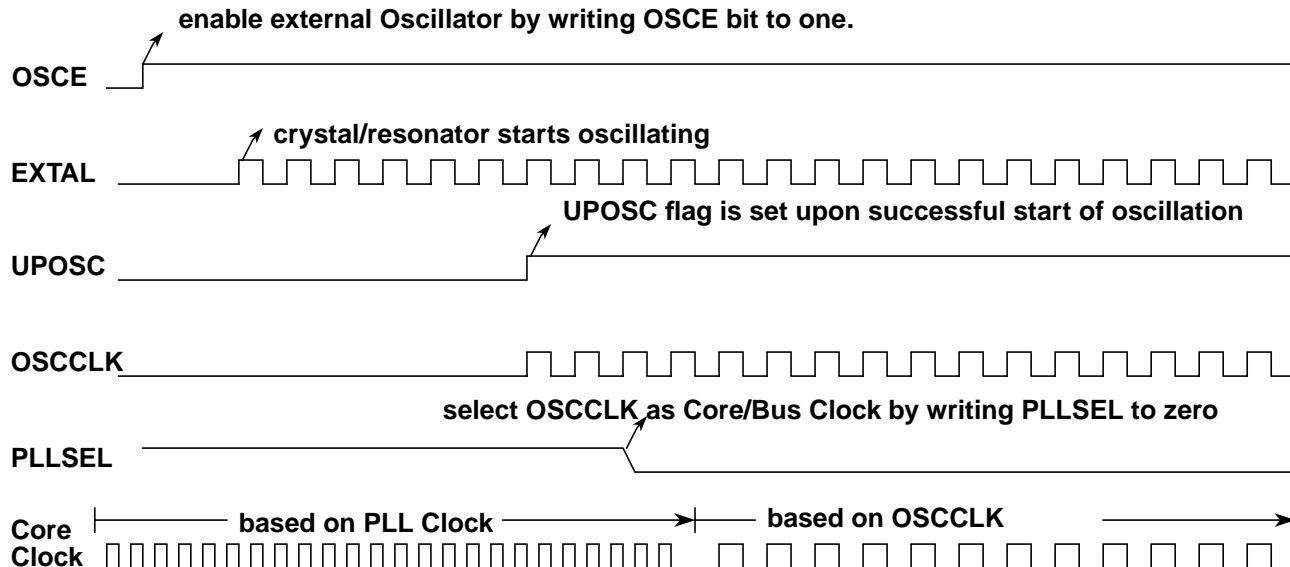 enable external Oscillator by writing OSCE bit to one.
OSCE
crystal/resonator starts oscillating
EXTAL
UPOSC flag is set upon successful start of oscillation
UPOSC
OSCCLK
select OSCCLK as Core/Bus Clock by writing PLLSEL to zero
PLLSEL
based on PLL Clock
based on OSCCLK
Core
Clock